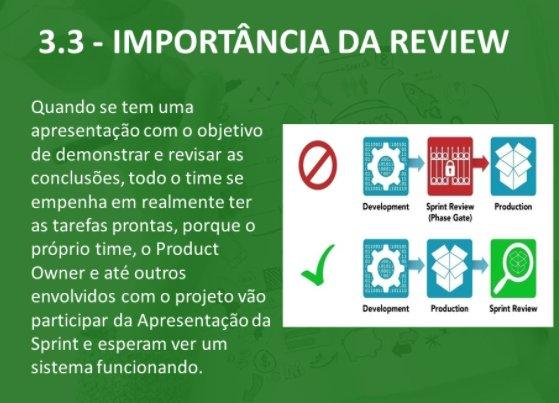 3.3 - IMPORTÂNCIA DA REVIEW
Quando se tem uma
apresentação com o objetivo
de demonstrar e revisar as
conclusões, todo o time se
empenha em realmente ter
as tarefas prontas, porque o
próprio time, o Product
Owner e até outros
envolvidos com o projeto vão
participar da Apresentação da
Sprint e esperam ver um
sistema funcionando.
Development
Sprint Review
(Phase Gate)
Production
Development
Production
Sprint Review